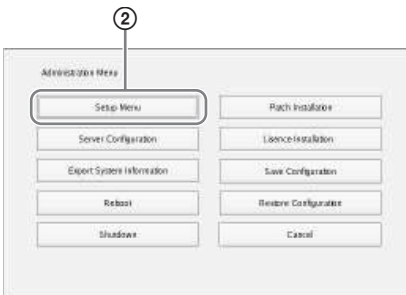 ②
Administration Menu
Setup Menu
Patch Installation
Server Configuration
Lisence Installation
Export System Information
Save Configuration
Reboot
Restore Configuration
Shutdown
Cancel